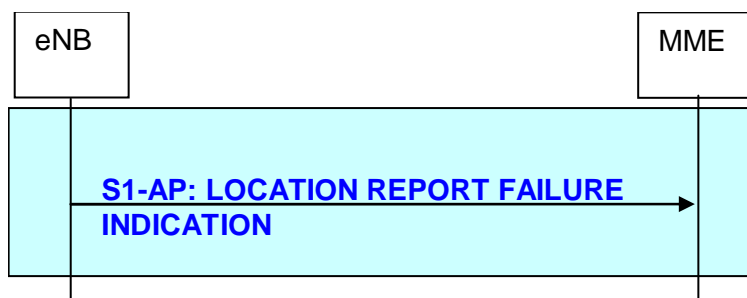 eNB
MME
S1-AP: LOCATION REPORT FAILURE
INDICATION